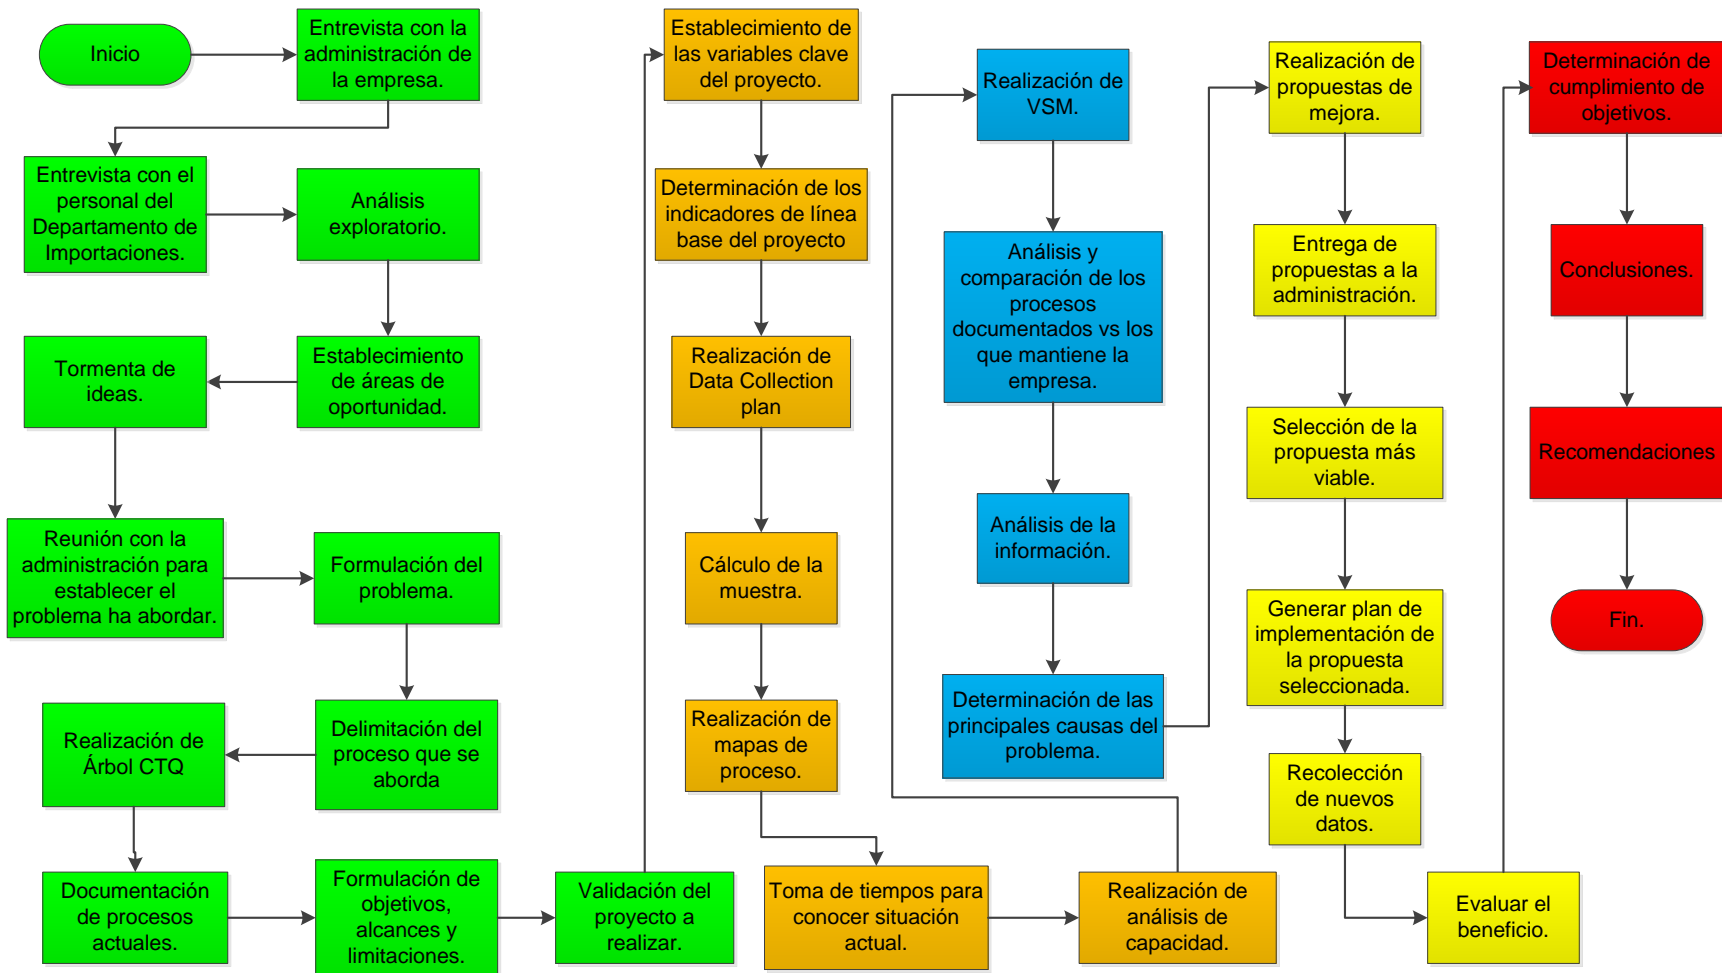 Inicio
Entrevista con la
administración de
la empresa.
Entrevista con el
personal del
Departamento de
Importaciones.
Análisis
exploratorio.
Establecimiento
de áreas de
oportunidad.
Tormenta de
ideas.
Reunión con la
administración para
establecer el
problema ha abordar.
Formulación del
problema.
Delimitación del
proceso que se
aborda
Realización de
Árbol CTQ
Documentación
de procesos
actuales.
Formulación de
objetivos,
alcances y
limitaciones.
Validación del
proyecto a
realizar.
Establecimiento de
las variables clave
del proyecto.
Determinación de los
indicadores de línea
base del proyecto
Realización de
Data Collection
plan
Cálculo de la
muestra.
Realización de
mapas de
proceso.
Toma de tiempos para
conocer situación
actual.
Realización de
análisis de
capacidad.
Realización de
VSM.
Análisis y
comparación de los
procesos
documentados vs los
que mantiene la
empresa.
Análisis de la
información.
Determinación de las
principales causas del
problema.
Realización de
propuestas de
mejora.
Entrega de
propuestas a la
administración.
Selección de la
propuesta más
viable.
Generar plan de
implementación de
la propuesta
seleccionada.
Recolección
de nuevos
datos.
Evaluar el
beneficio.
Determinación de
cumplimiento de
objetivos.
Conclusiones.
Recomendaciones
Fin.